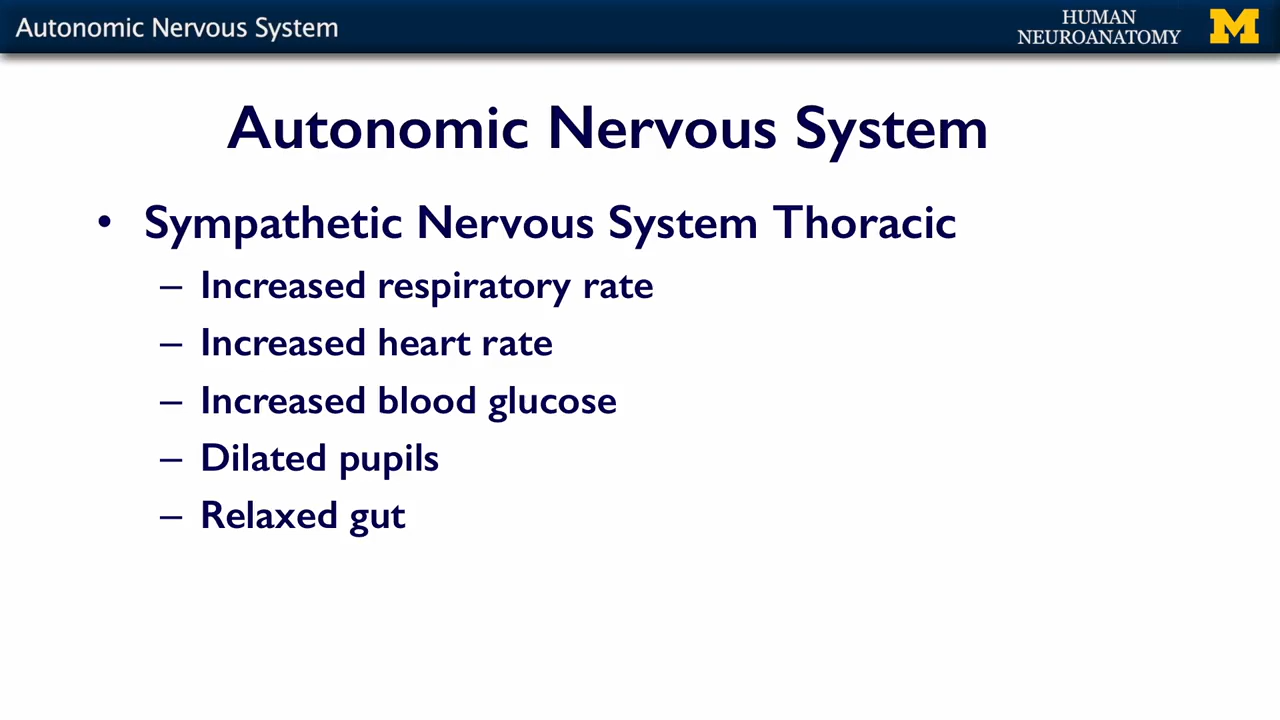 Autonomic Nervous System
HUMAN
NEUROANATOMY
M
Autonomic Nervous System
• Sympathetic Nervous System Thoracic
– Increased respiratory rate
– Increased heart rate
– Increased blood glucose
– Dilated pupils
– Relaxed gut